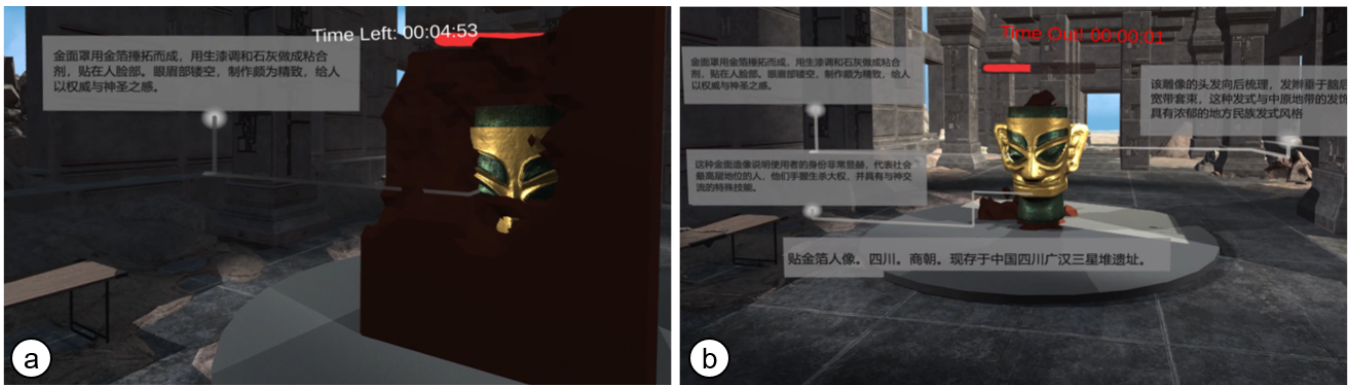 Time Left: 00:04:53
金面罩用金箔捶拓而成，用生漆调和石灰做成粘合
剂，贴在人脸部。眼眉部镂空，制作颇为精致，给人
以权威与神圣之感。
a
Time Out! 00:00:01
金面罩用金箔捶拓而成，用生漆调和石灰做成粘合
剂，贴在人脸部。眼眉部镂空，制作颇为精致，给人
以权威与神圣之感。
该雕像的头发向后梳理，发辫垂于脑后
宽带套束，这种发式与中原地带的发饰
具有浓郁的地方民族发式风格
这种金面造像说明使用者的身份非常显赫，代表社会
最高层地位的人，他们手握生杀大权，并具有与神交
流的特殊技能。
贴金箔人像。四川。商朝。现存于中国四川广汉三星堆遗址。
b